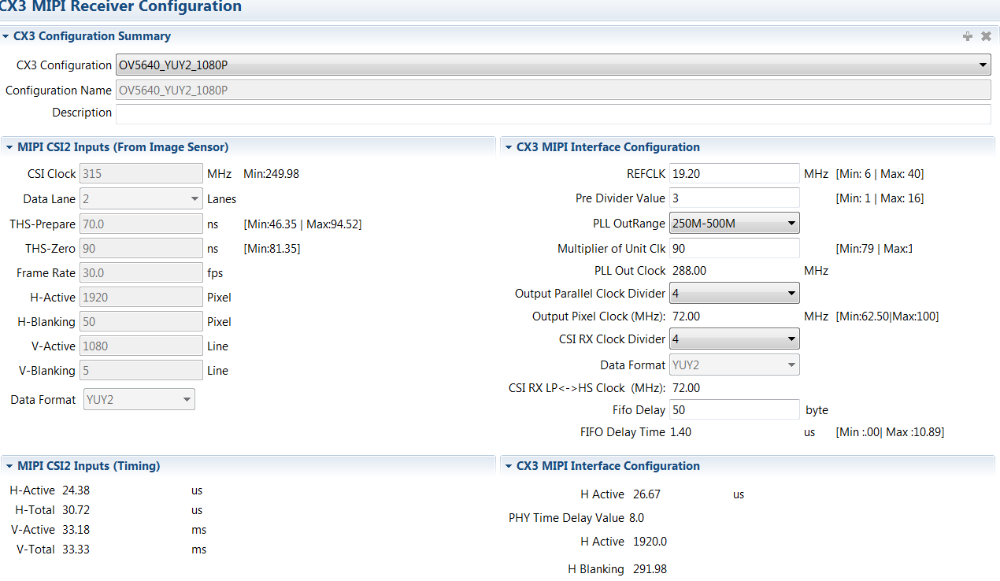 CX3 MIPI Receiver Configuration
CX3 Configuration Summary
CX3 Configuration OV5640_YUY2_1080P
Configuration Name OV5640_YUY2_1080P
Description
MIPI CSI2 Inputs (From Image Sensor)
CSI Clock 315 MHz Min:249.98
Data Lane 2 Lanes
THS-Prepare 70.0 ns [Min:46.35 | Max:94.52]
THS-Zero 90 ns [Min:81.35]
Frame Rate 30.0 fps
H-Active 1920 Pixel
H-Blanking 50 Pixel
V-Active 1080 Line
V-Blanking 5 Line
Data Format YUY2
CX3 MIPI Interface Configuration
REFCLK 19.20 MHz [Min: 6 | Max: 40]
Pre Divider Value 3 [Min: 1 | Max: 16]
PLL OutRange 250M-500M
Multiplier of Unit Clk 90 [Min:79 | Max:1
PLL Out Clock 288.00 MHz
Output Parallel Clock Divider 4
Output Pixel Clock (MHz): 72.00 MHz [Min:62.50|Max:100]
CSI RX Clock Divider 4
Data Format YUY2
CSI RX LP<->HS Clock (MHz): 72.00
Fifo Delay 50 byte
FIFO Delay Time 1.40 us [Min :.00| Max :10.89]
MIPI CSI2 Inputs (Timing)
H-Active 24.38 us
H-Total 30.72 us
V-Active 33.18 ms
V-Total 33.33 ms
CX3 MIPI Interface Configuration
H Active 26.67 us
PHY Time Delay Value 8.0
H Active 1920.0
H Blanking 291.98